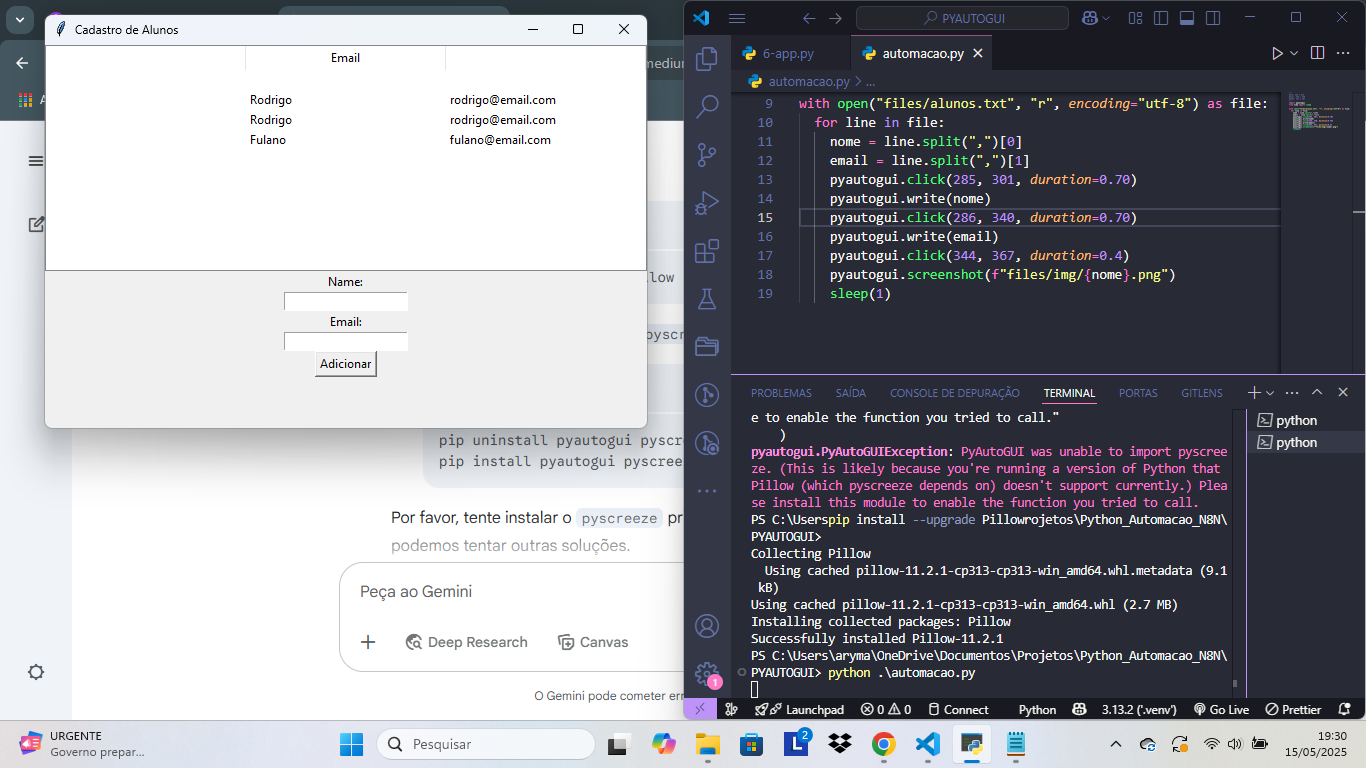 Cadastro de Alunos
Email
Rodrigo rodrigo@email.com
Rodrigo rodrigo@email.com
Fulano fulano@email.com
Name:
Email:
Adicionar
pip uninstall pyautogui pyscre
pip install pyautogui pyscree
Por favor, tente instalar o pyscreeze pr
podemos tentar outras soluções.
Peça ao Gemini
Deep Research
Canvas
O Gemini pode cometer err
PYAUTOGUI
6-app.py
automacao.py
automacao.py > ...
9 with open("files/alunos.txt", "r", encoding="utf-8") as file:
10 for line in file:
11 nome = line.split(",")[0]
12 email = line.split(",")[1]
13 pyautogui.click(285, 301, duration=0.70)
14 pyautogui.write(nome)
15 pyautogui.click(286, 340, duration=0.70)
16 pyautogui.write(email)
17 pyautogui.click(344, 367, duration=0.4)
18 pyautogui.screenshot(f"files/img/{nome}.png")
19 sleep(1)
PROBLEMAS SAÍDA CONSOLE DE DEPURAÇÃO TERMINAL PORTAS GITLENS
e to enable the function you tried to call."
)
pyautogui.PyAutoGUIException: PyAutoGUI was unable to import pyscree
ze. (This is likely because you're running a version of Python that
Pillow (which pyscreeze depends on) doesn't support currently.) Plea
se install this module to enable the function you tried to call.
PS C:\Userspip install --upgrade Pillowrojetos\Python_Automacao_N8N\
PYAUTOGUI>
Collecting Pillow
Using cached pillow-11.2.1-cp313-cp313-win_amd64.whl.metadata (9.1
kB)
Using cached pillow-11.2.1-cp313-cp313-win_amd64.whl (2.7 MB)
Installing collected packages: Pillow
Successfully installed Pillow-11.2.1
PS C:\Users\aryma\OneDrive\Documentos\Projetos\Python_Automacao_N8N\
PYAUTOGUI> python .\automacao.py
python
python
1
Launchpad 0 0 Connect Python 3.13.2 ('.venv') Go Live Prettier
URGENTE
Governo prepar...
Pesquisar
2
19:30
15/05/2025